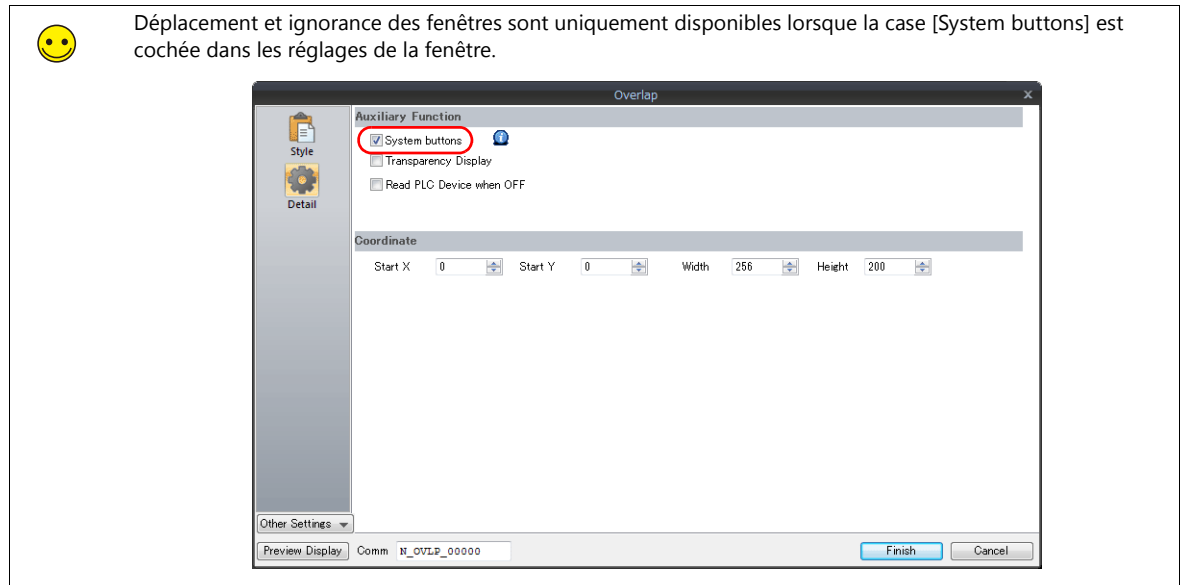 Déplacement et ignorance des fenêtres sont uniquement disponibles lorsque la case [System buttons] est
cochée dans les réglages de la fenêtre.
Overlap
Style
Detail
Auxiliary Function
System buttons
Transparency Display
Read PLC Device when OFF
Coordinate
Start X 0 Start Y 0 Width 256 Height 200
Other Settings
Preview Display Comm N_OVLP_00000 Finish Cancel